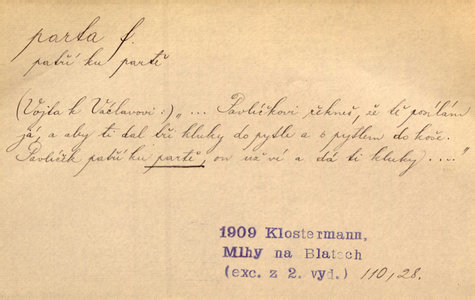 parta f.
patří ku partě
(Vojta k Václavovi:) „... Pavlíčkovi řekneš, že tě posílám
já, a aby ti dal tři kluky do pytle a s pytlem do koše.
Pavlíček patří ku partě, on už ví a dá ti kluky....."
1909 Klostermann,
Mlhy na Blatech
(exc. z 2. vyd.) 110, 28.